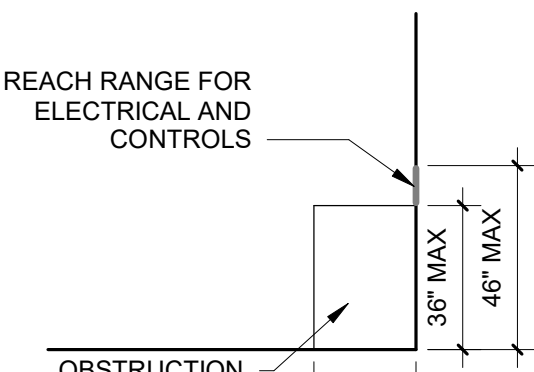 REACH RANGE FOR
ELECTRICAL AND
CONTROLS
36" MAX
46" MAX
OBSTRUCTION